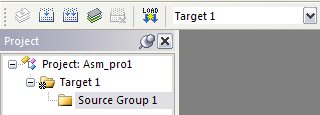 LOAD
Target 1
Project
Project: Asm_pro1
Target 1
Source Group 1